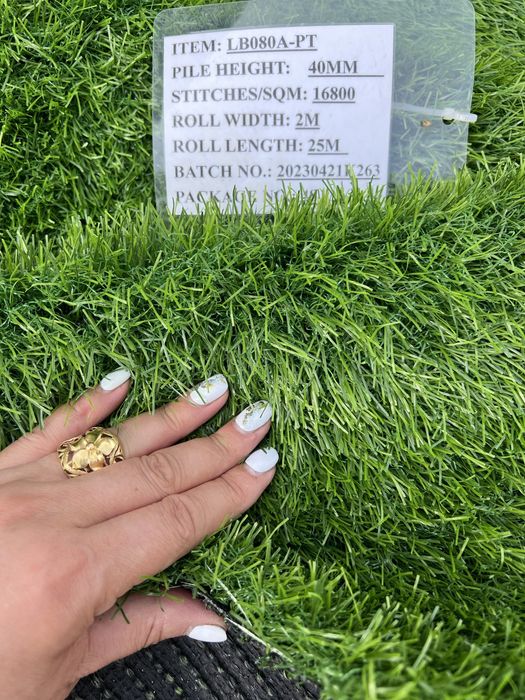 ITEM: LB080A-PT
PILE HEIGHT: 40MM
STITCHES/SQM: 16800
ROLL WIDTH: 2M
ROLL LENGTH: 25M
BATCH NO.: 20230421K263